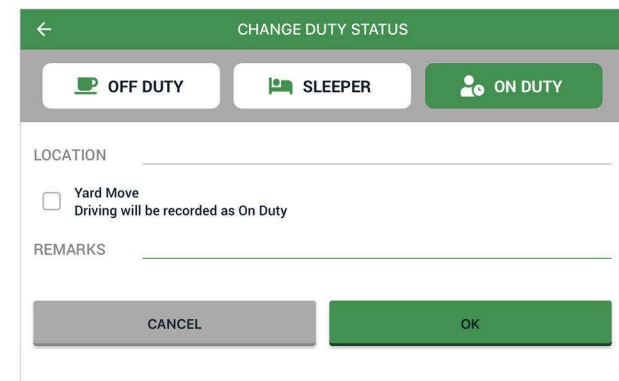 CHANGE DUTY STATUS
OFF DUTY SLEEPER ON DUTY
LOCATION
Yard Move
Driving will be recorded as On Duty
REMARKS
CANCEL OK